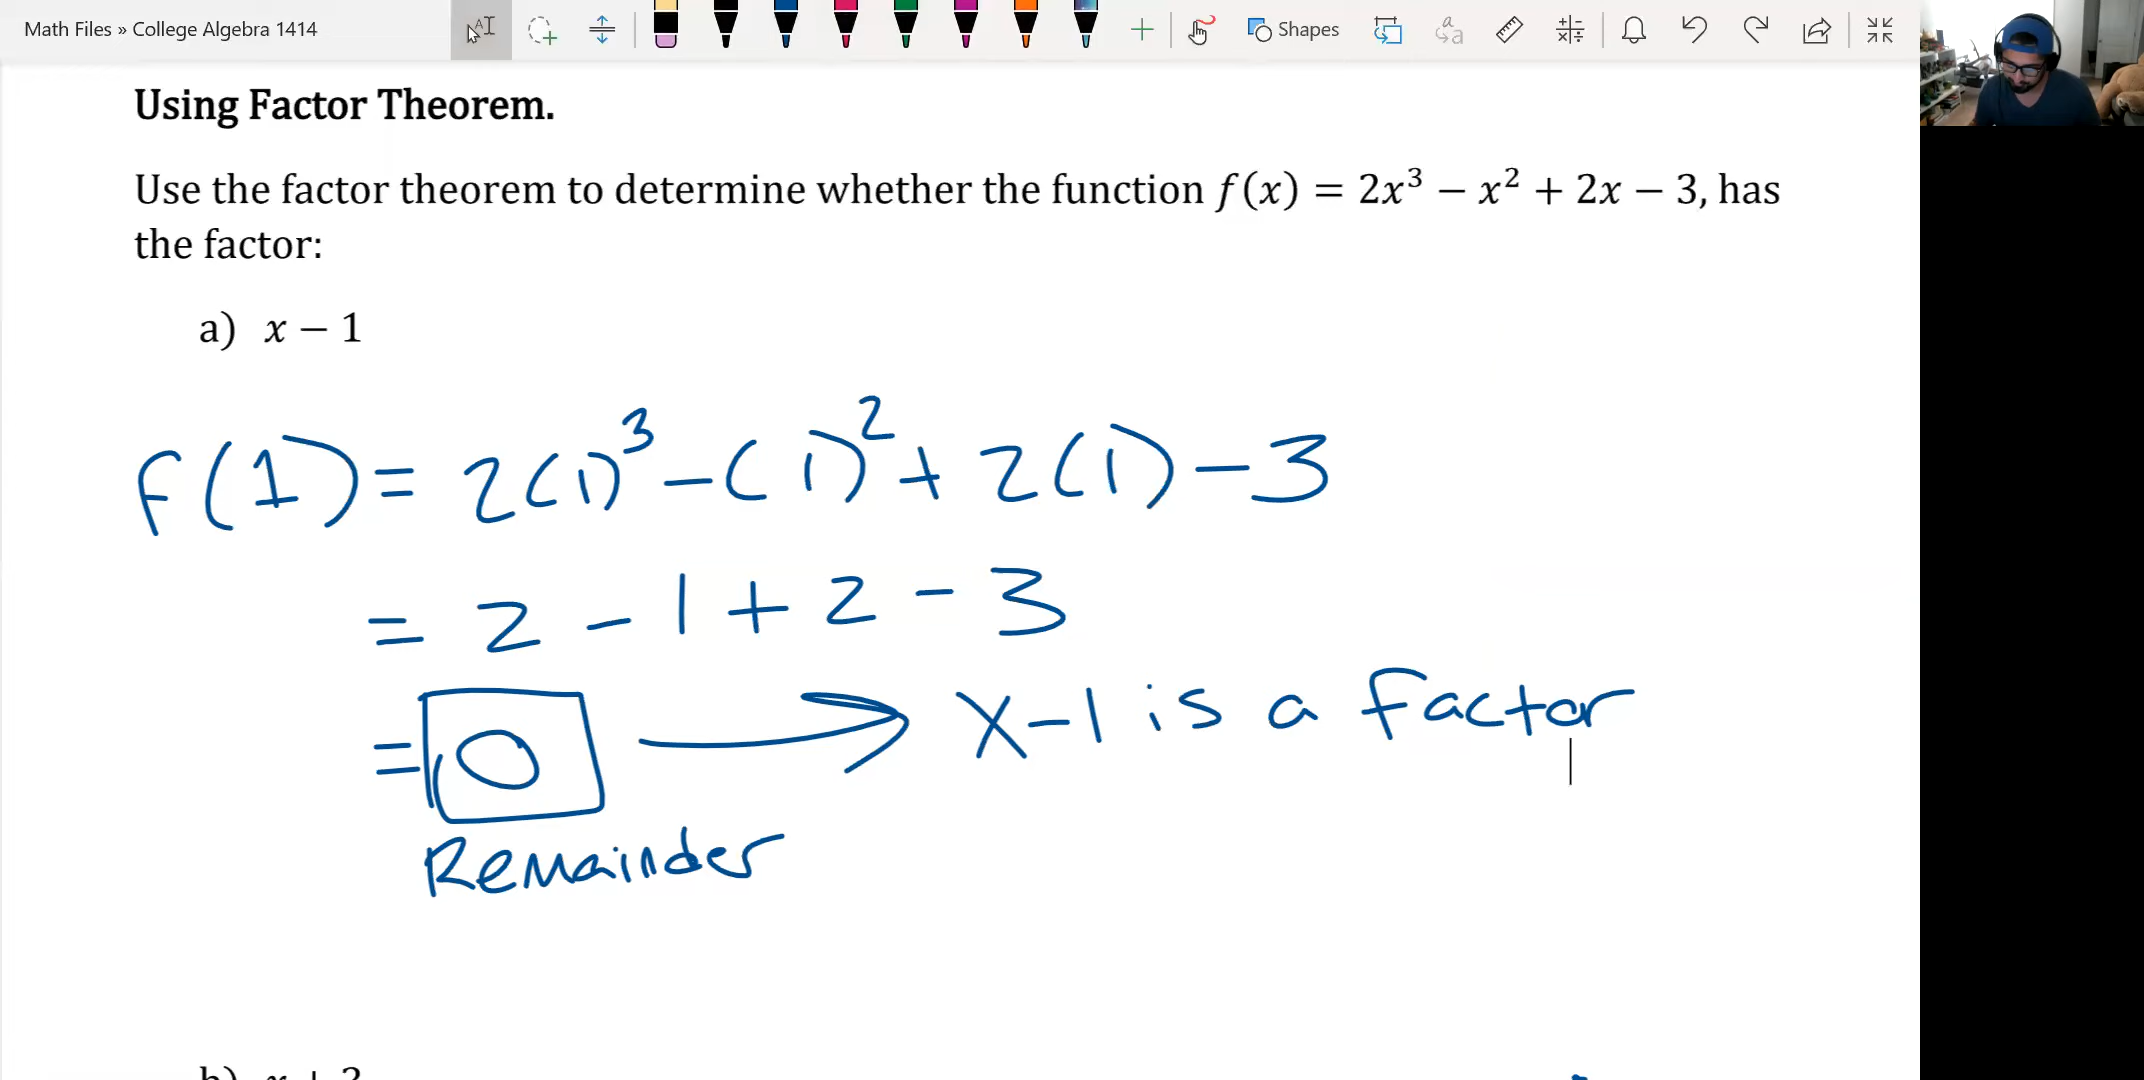 Math Files » College Algebra 1414
Shapes
Using Factor Theorem.
Use the factor theorem to determine whether the function f(x) = 2x³ − x² + 2x − 3, has
the factor:
a) x − 1
f(1) = 2(1)³ − (1)² + 2(1) − 3
= 2 − 1 + 2 − 3
= 0 → x−1 is a factor
Remainder
b) x +